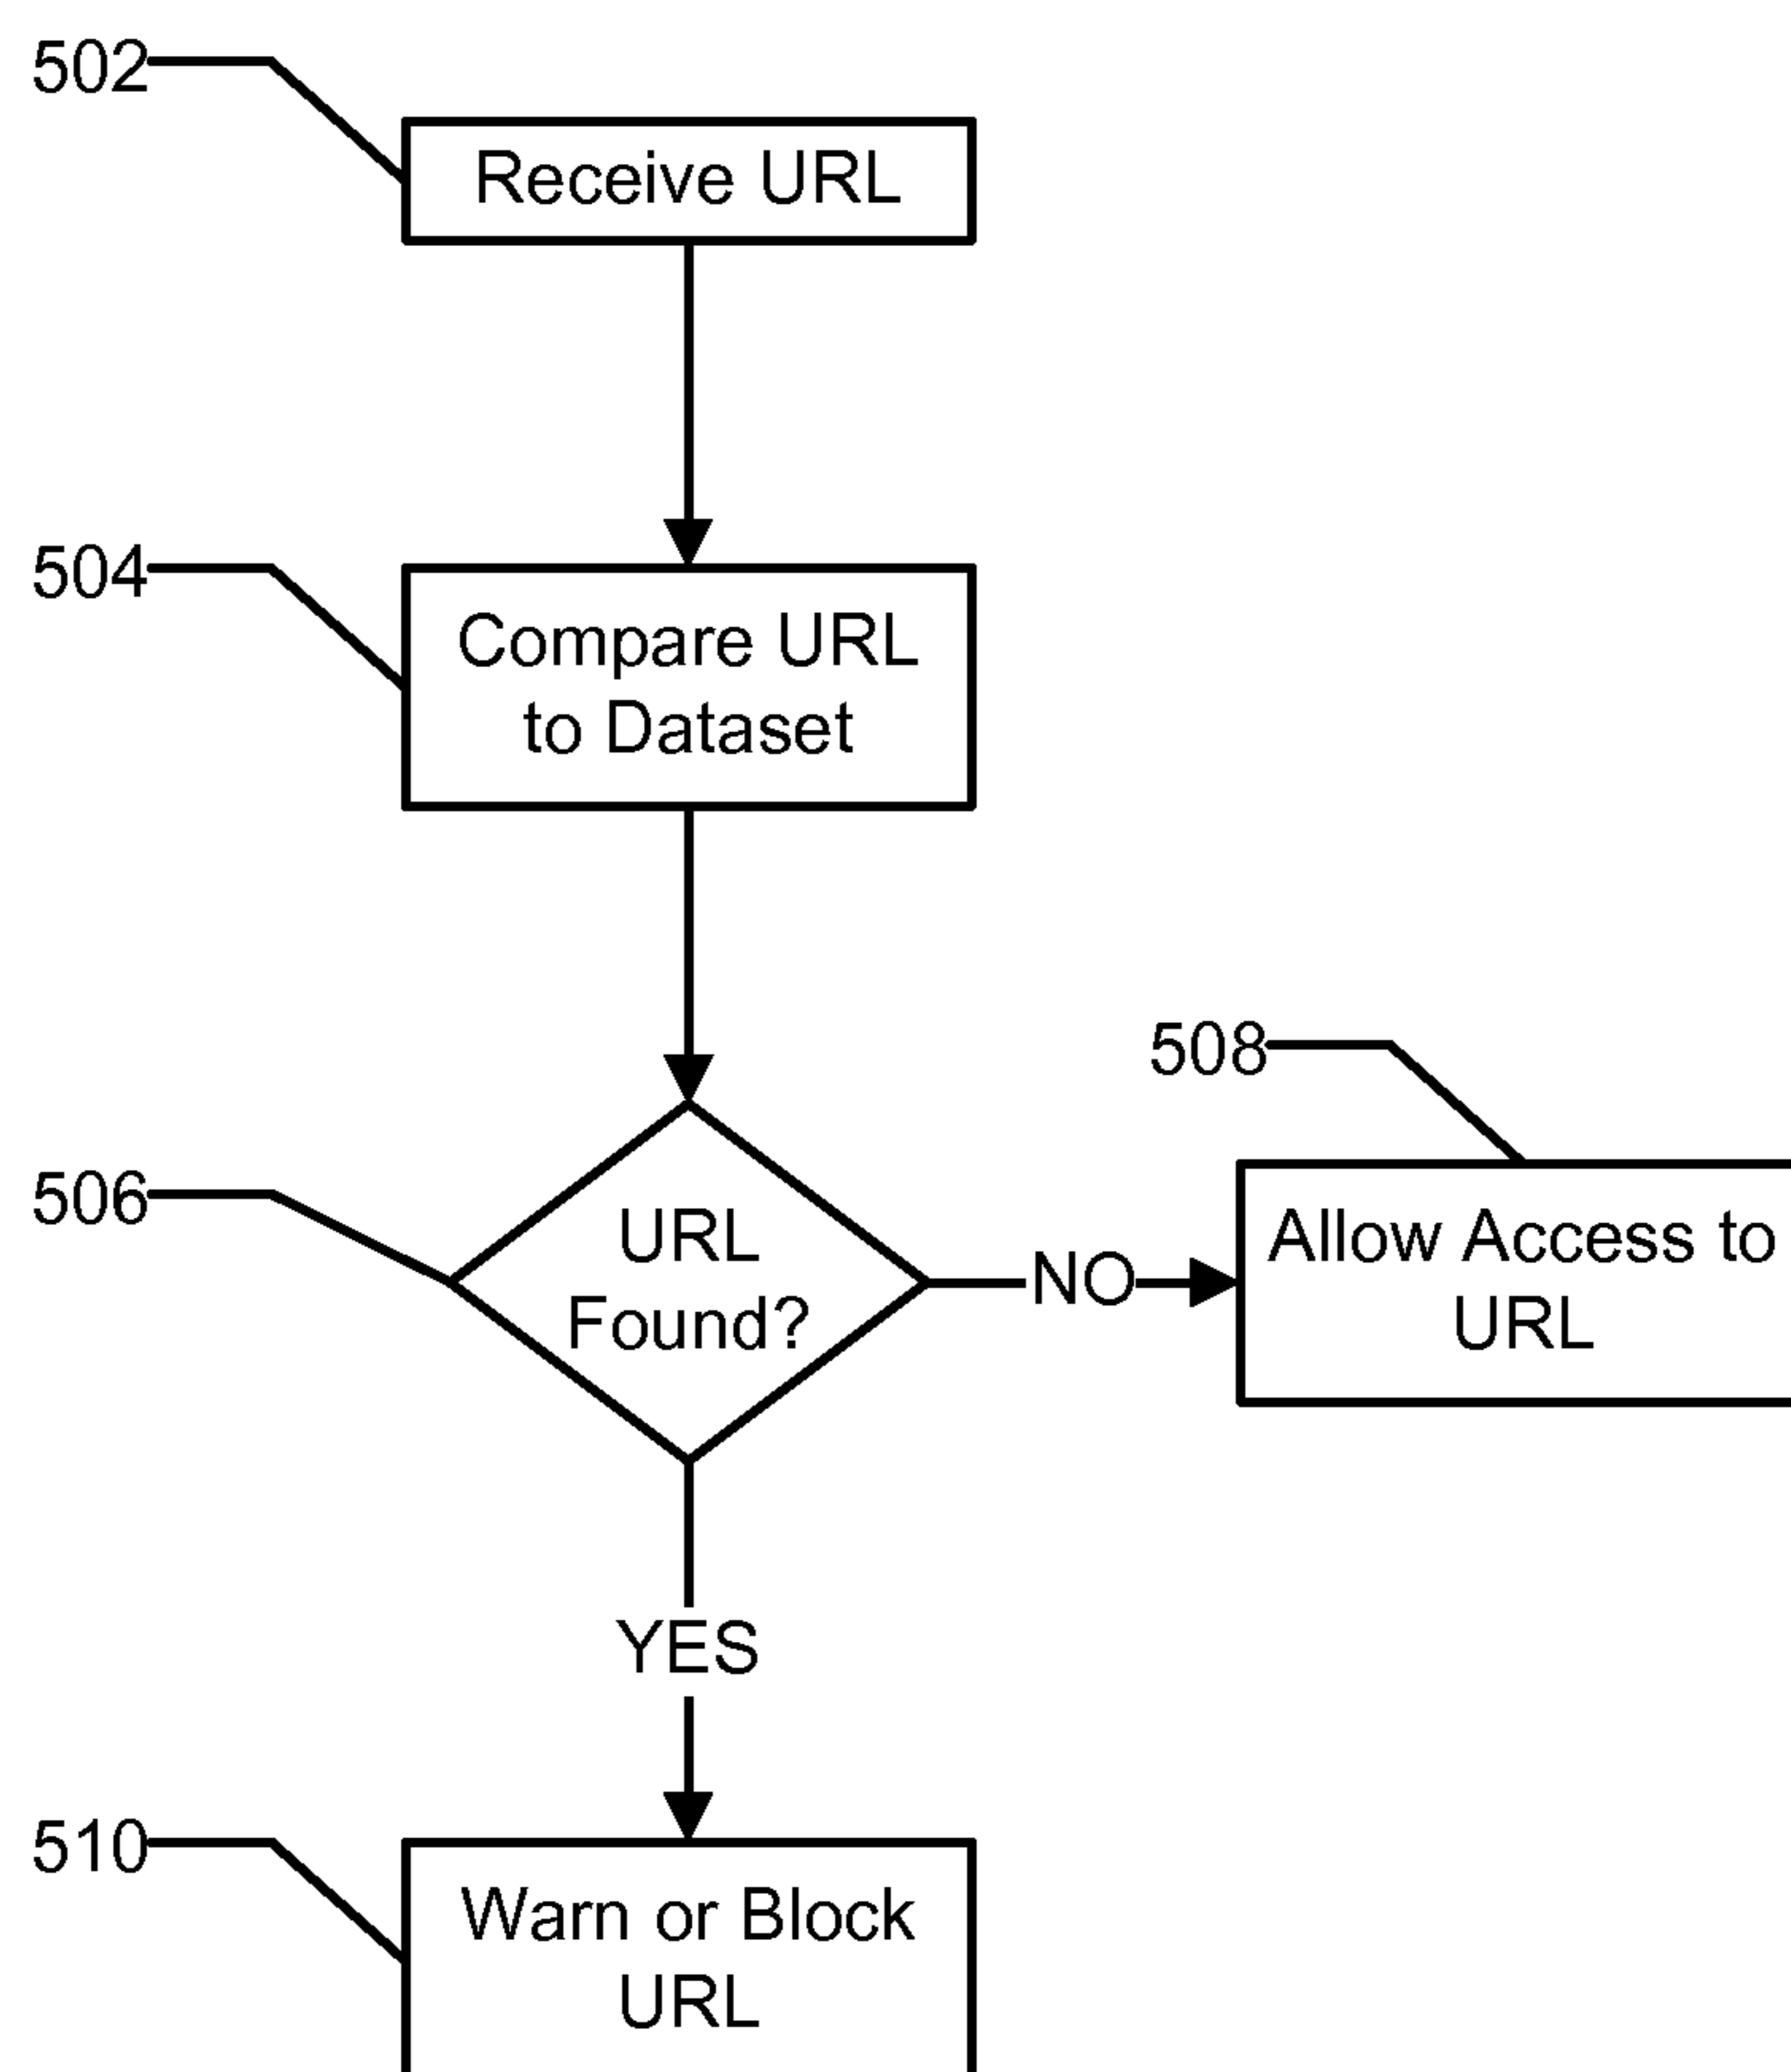 502
Receive URL
504
Compare URL
to Dataset
508
506
URL
Found?
NO
Allow Access to
URL
YES
510
Warn or Block
URL